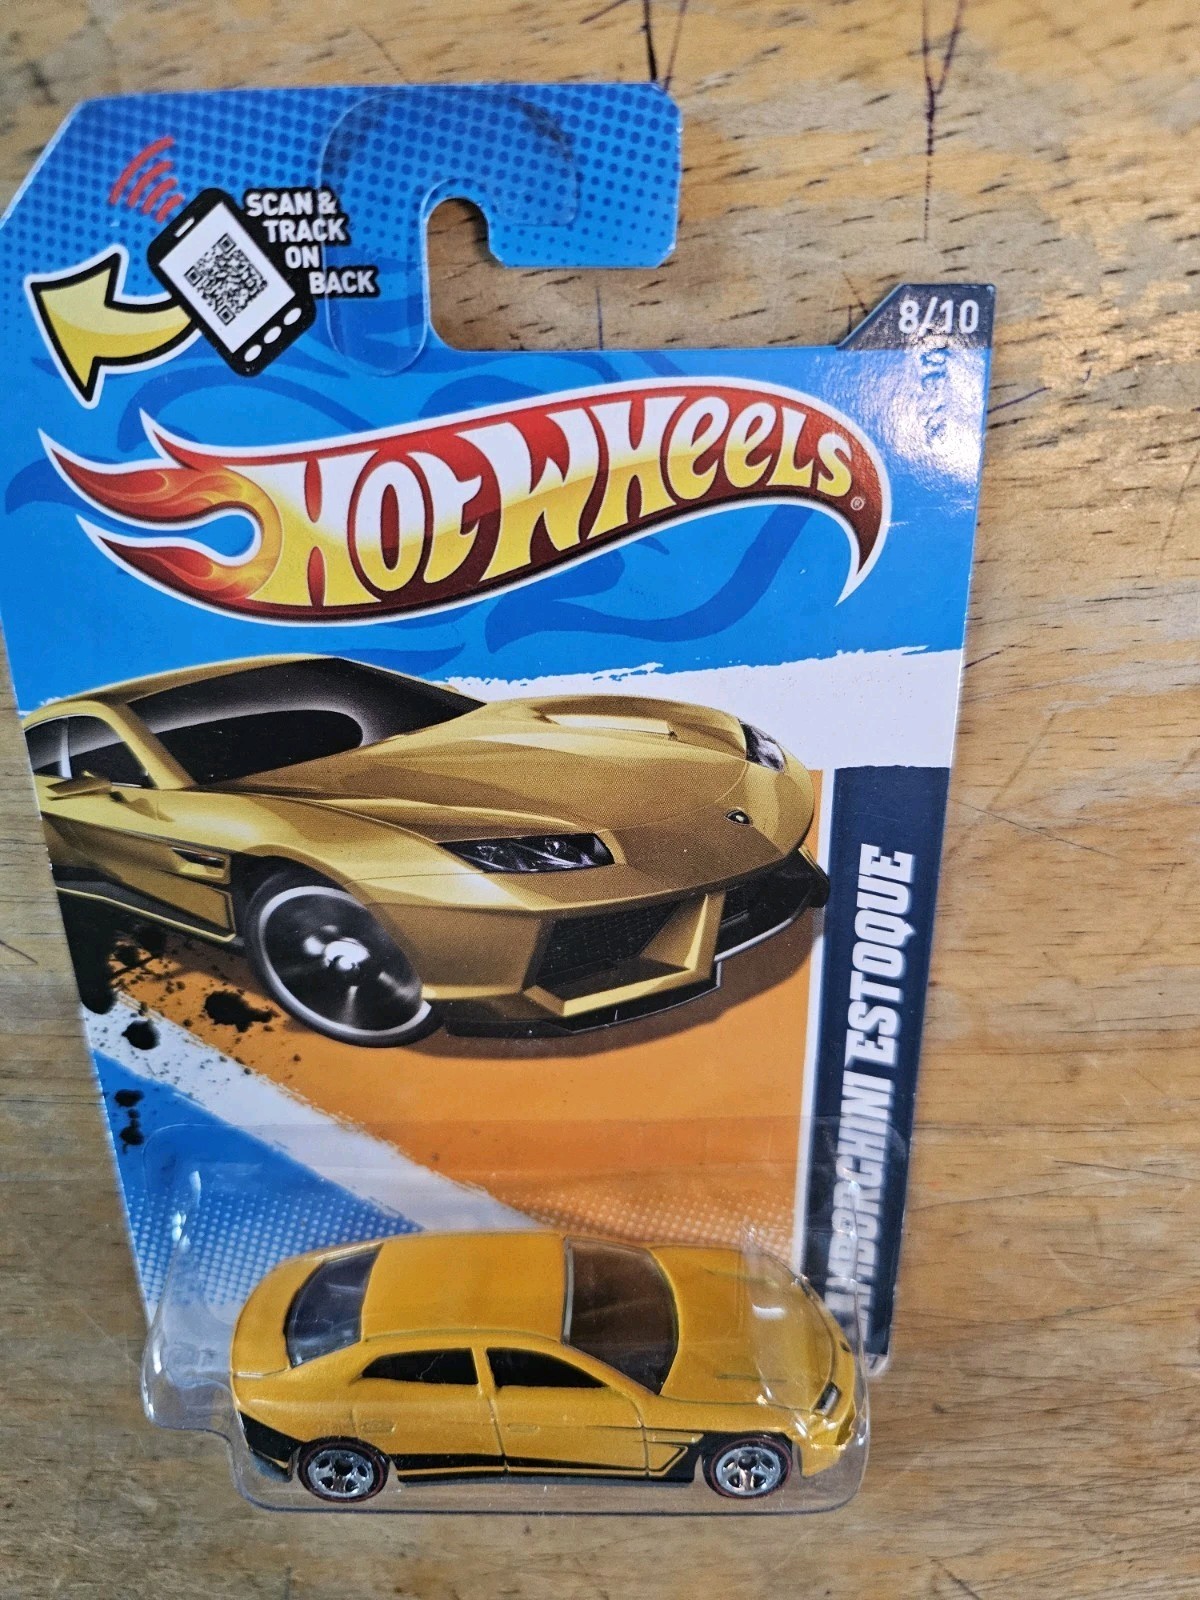 SCAN &
TRACK
ON
BACK
8/10
HOT WHEELS®
LAMBORGHINI ESTOQUE